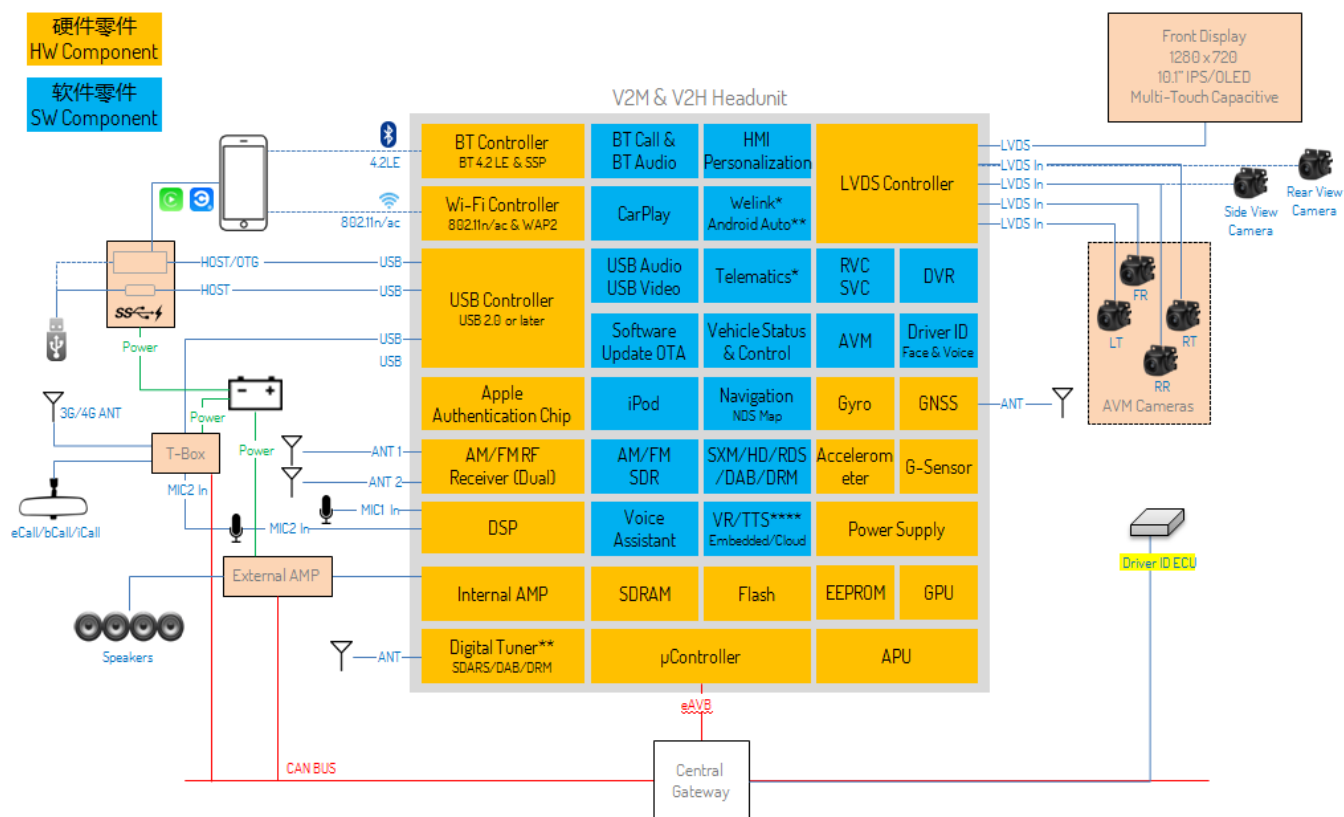 硬件零件
HW Component
软件零件
SW Component
Front Display
1280 x 720
10.1" IPS/OLED
Multi-Touch Capacitive
V2M & V2H Headunit
BT Controller
BT 4.2 LE & SSP
BT Call &
BT Audio
HMI
Personalization
LVDS Controller
4.2LE
Wi-Fi Controller
802.11n/ac & WAP2
CarPlay
Welink*
Android Auto**
802.11n/ac
LVDS
LVDS In
LVDS In
LVDS In
LVDS In
Rear View
Camera
Side View
Camera
HOST/OTG
USB
HOST
USB
SS
Power
USB
USB
USB Controller
USB 2.0 or later
USB Audio
USB Video
Telematics*
RVC
SVC
DVR
Software
Update OTA
Vehicle Status
& Control
AVM
Driver ID
Face & Voice
FR
LT
RT
RR
AVM Cameras
3G/4G ANT
Power
Power
Apple
Authentication Chip
iPod
Navigation
NDS Map
Gyro
GNSS
ANT
T-Box
MIC2 In
eCall/bCall/iCall
ANT 1
ANT 2
AM/FM RF
Receiver (Dual)
AM/FM
SDR
SXM/HD/RDS
/DAB/DRM
Accelerom
eter
G-Sensor
MIC1 In
MIC2 In
DSP
Voice
Assistant
VR/TTS****
Embedded/Cloud
Power Supply
Driver ID ECU
External AMP
Internal AMP
SDRAM
Flash
EEPROM
GPU
Speakers
ANT
Digital Tuner**
SDARS/DAB/DRM
µController
APU
eAVB
CAN BUS
Central
Gateway